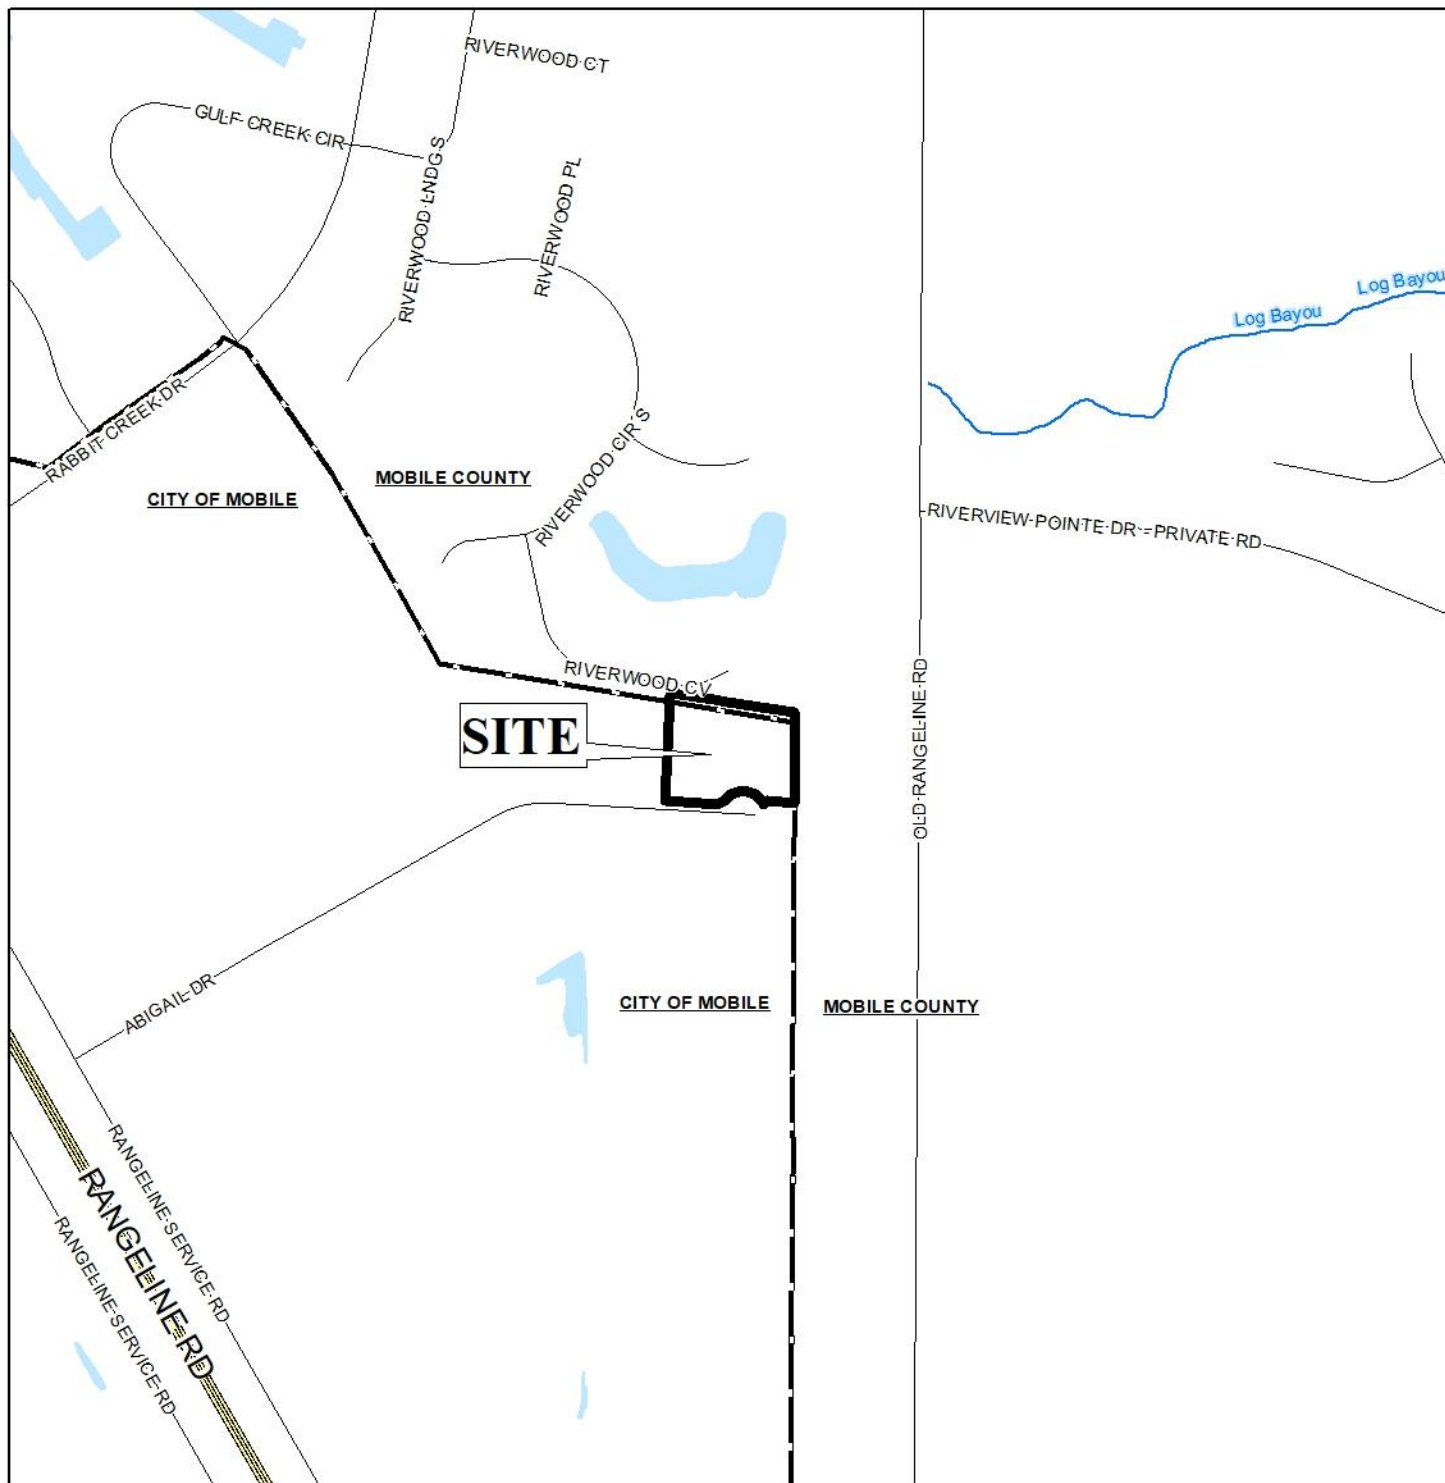 RIVERWOOD CT
GULF CREEK CIR
RIVERWOOD LNDG S
RIVERWOOD PL
Log Bayou
Log Bayou
RABBIT CREEK DR
RIVERWOOD CIR S
MOBILE COUNTY
CITY OF MOBILE
RIVERVIEW POINTE DR - PRIVATE RD
RIVERWOOD CV
OLD RANGELINE RD
SITE
ABIGAIL DR
CITY OF MOBILE
MOBILE COUNTY
RANGELINE SERVICE RD
RANGELINE RD
RANGELINE SERVICE RD